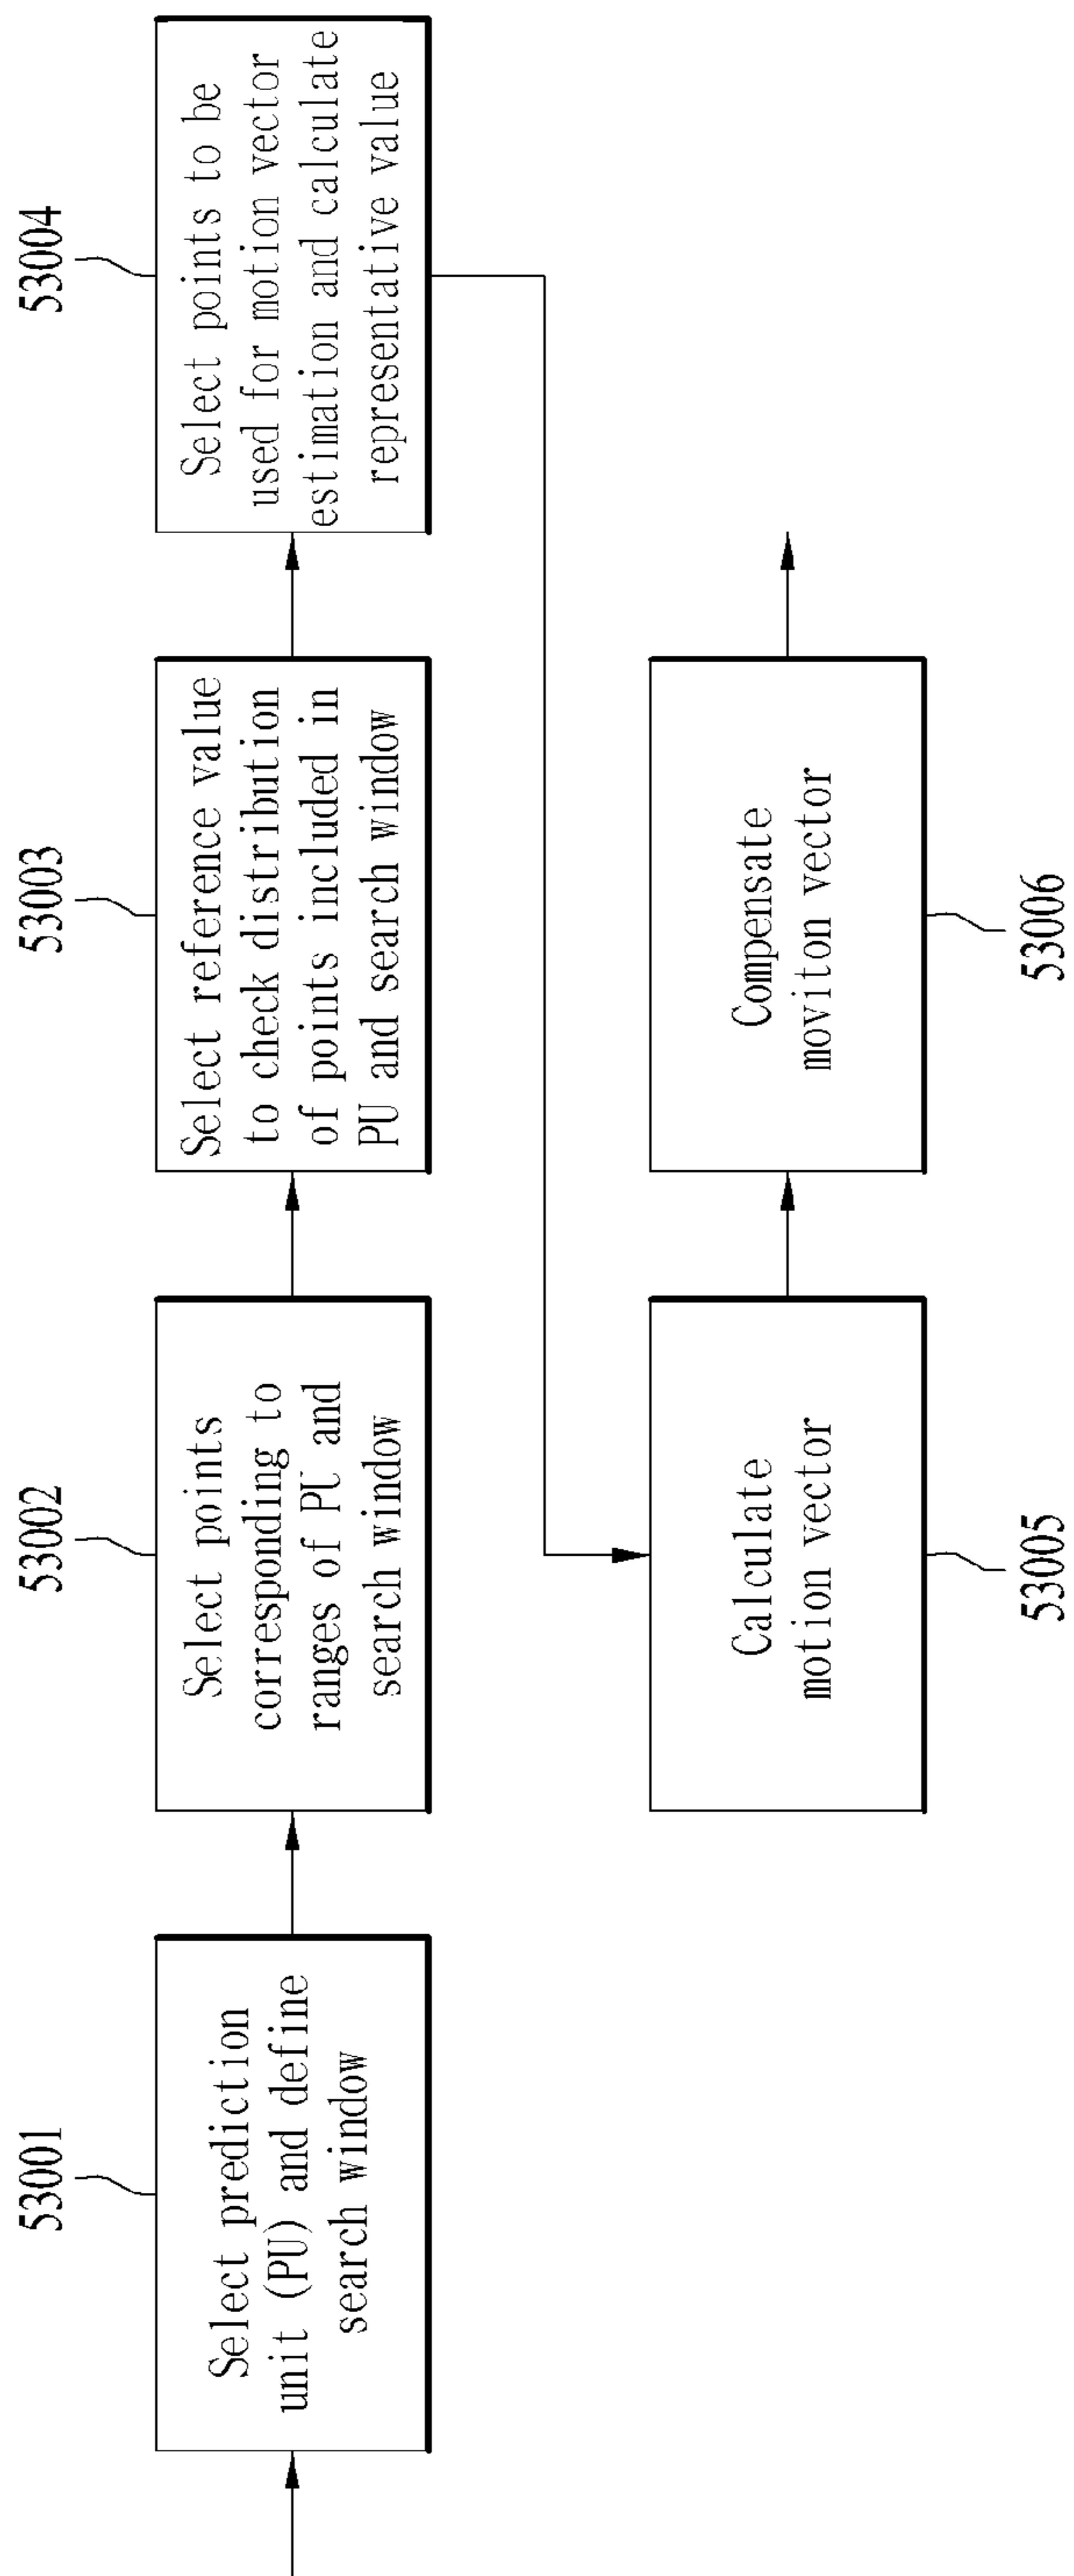 53001
Select prediction
unit (PU) and define
search window
53002
Select points
corresponding to
ranges of PU and
search window
53003
Select reference value
to check distribution
of points included in
PU and search window
53004
Select points to be
used for motion vector
estimation and calculate
representative value
Calculate
motion vector
53005
Compensate
moviton vector
53006